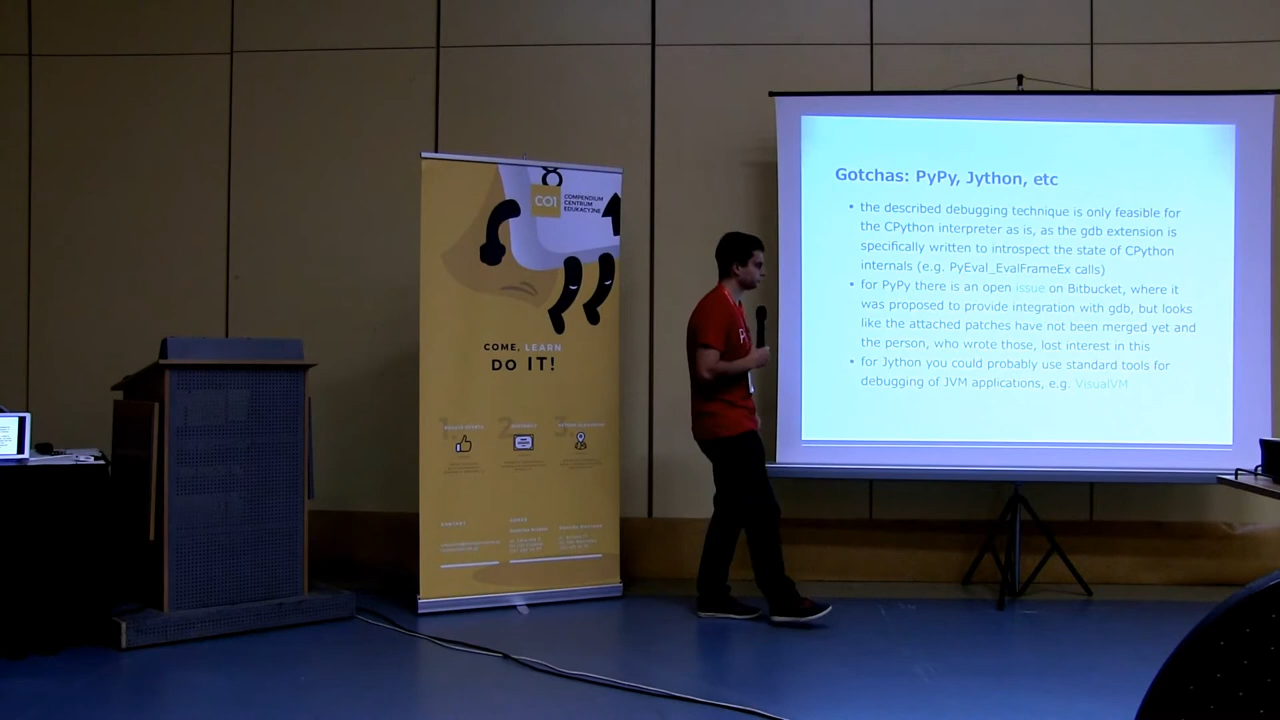 CO1
COMPENDIUM
CENTRUM
EDUKACYJNE
COME, LEARN,
DO IT!
1.
2.
3.
Gotchas: PyPy, Jython, etc
• the described debugging technique is only feasible for
the CPython interpreter as is, as the gdb extension is
specifically written to introspect the state of CPython
internals (e.g. PyEval_EvalFrameEx calls)
• for PyPy there is an open issue on Bitbucket, where it
was proposed to provide integration with gdb, but looks
like the attached patches have not been merged yet and
the person, who wrote those, lost interest in this
• for Jython you could probably use standard tools for
debugging of JVM applications, e.g. VisualVM